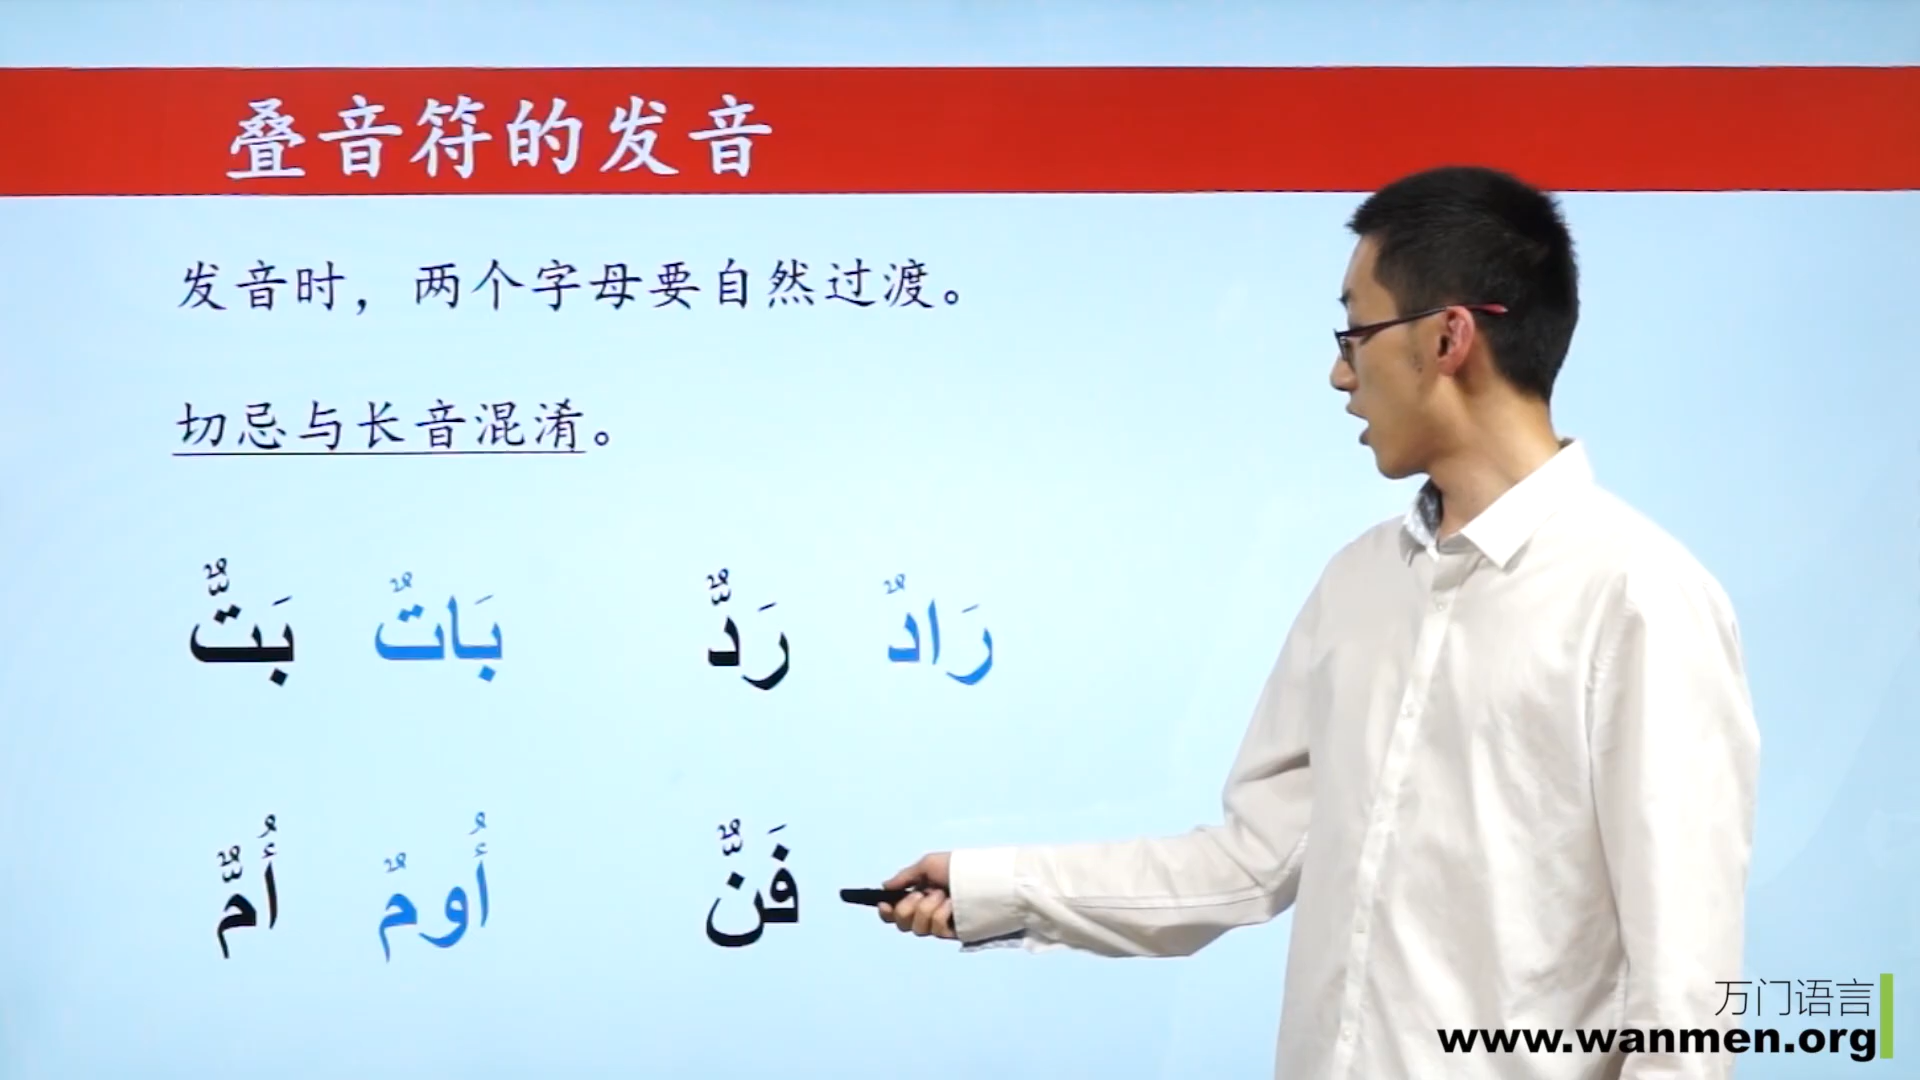 叠音符的发音
发音时，两个字母要自然过渡。
切忌与长音混淆。
بَتٌّ بَاتٌ رَدٌّ رَادٌ
أُمٌّ أُومٌ فَنٌّ
万门语言
www.wanmen.org